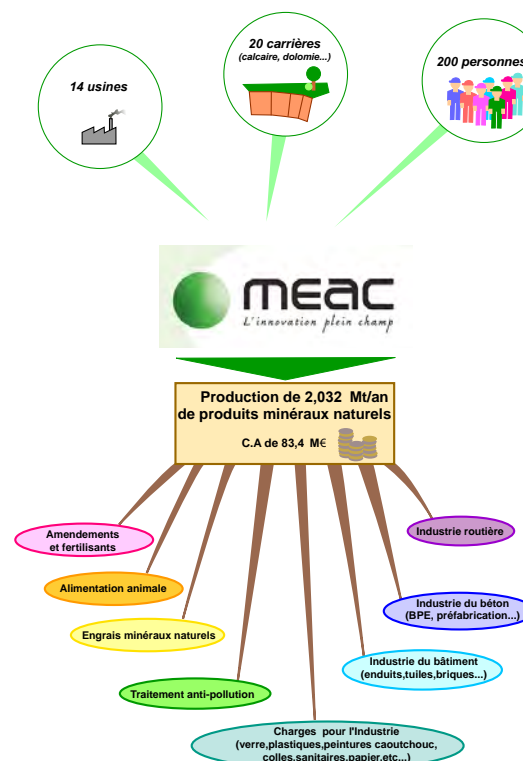 14 usines
20 carrières
(calcaire, dolomie...)
200 personnes
meac
L'innovation plein champ
Production de 2,032 Mt/an
de produits minéraux naturels
C.A de 83,4 M€
Amendements
et fertilisants
Alimentation animale
Engrais minéraux naturels
Traitement anti-pollution
Charges pour l'Industrie
(verre,plastiques,peintures caoutchouc,
colles,sanitaires,papier,etc...)
Industrie du bâtiment
(enduits,tuiles,briques...)
Industrie du béton
(BPE, préfabrication...)
Industrie routière